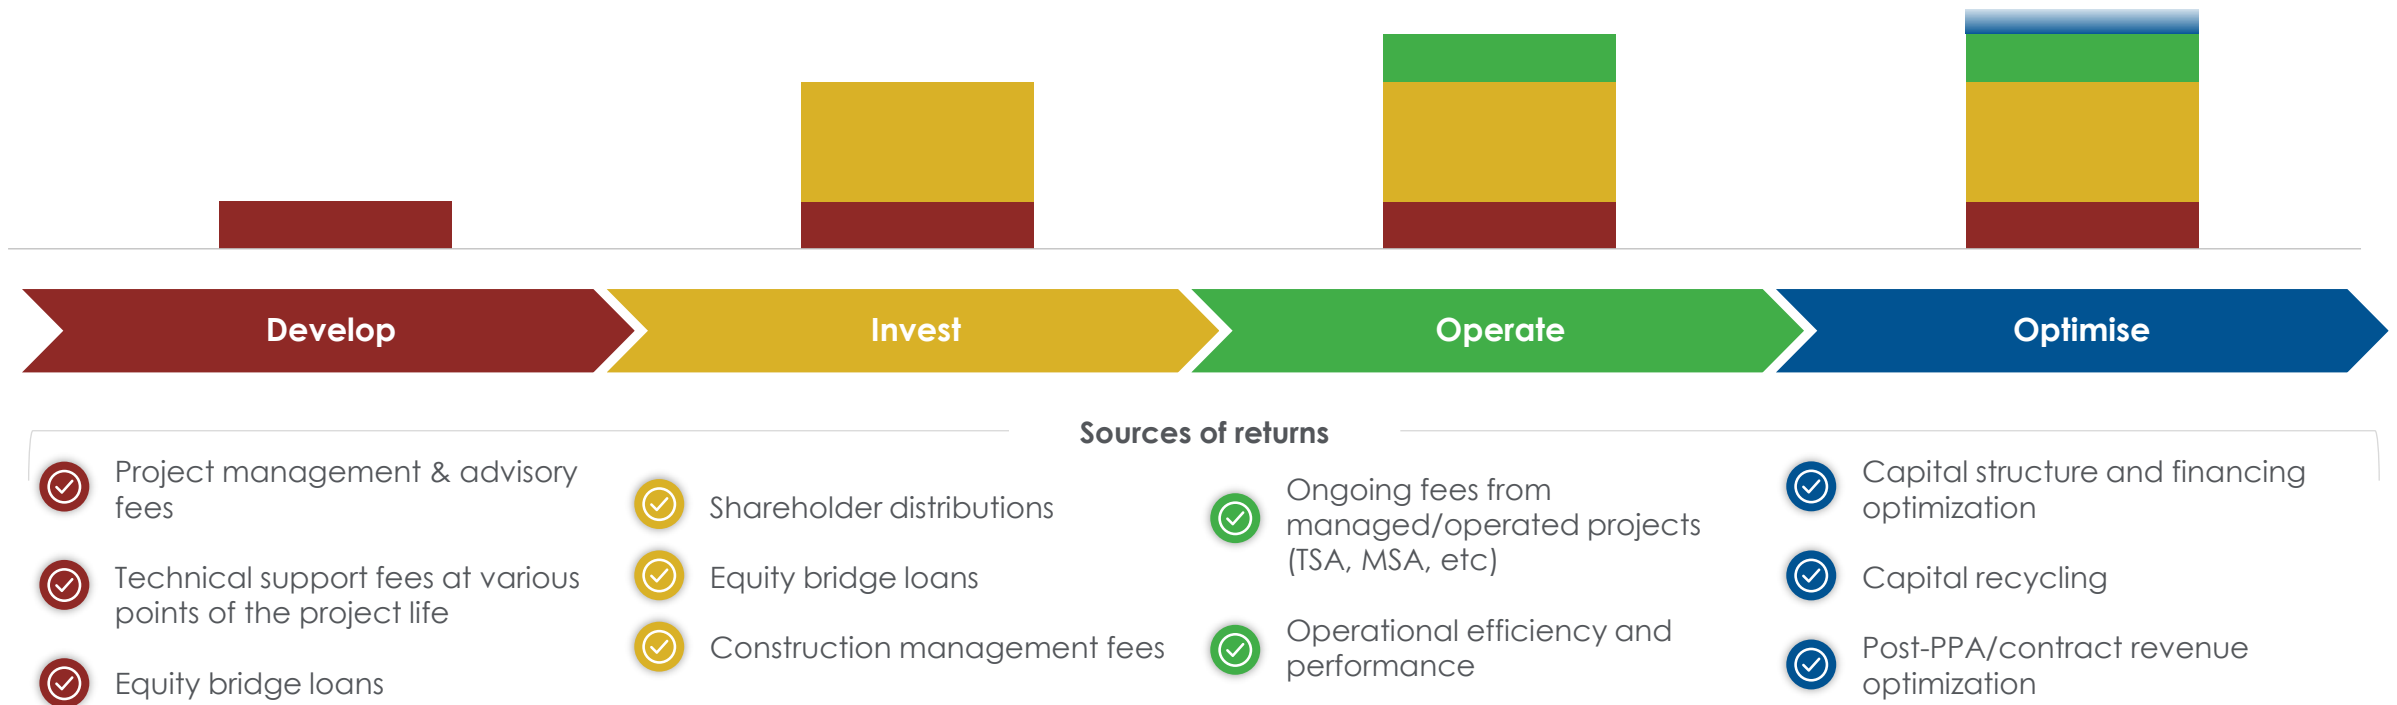 Develop
Invest
Operate
Optimise
Sources of returns
Project management & advisory
fees
Technical support fees at various
points of the project life
Equity bridge loans
Shareholder distributions
Equity bridge loans
Construction management fees
Ongoing fees from
managed/operated projects
(TSA, MSA, etc)
Operational efficiency and
performance
Capital structure and financing
optimization
Capital recycling
Post-PPA/contract revenue
optimization